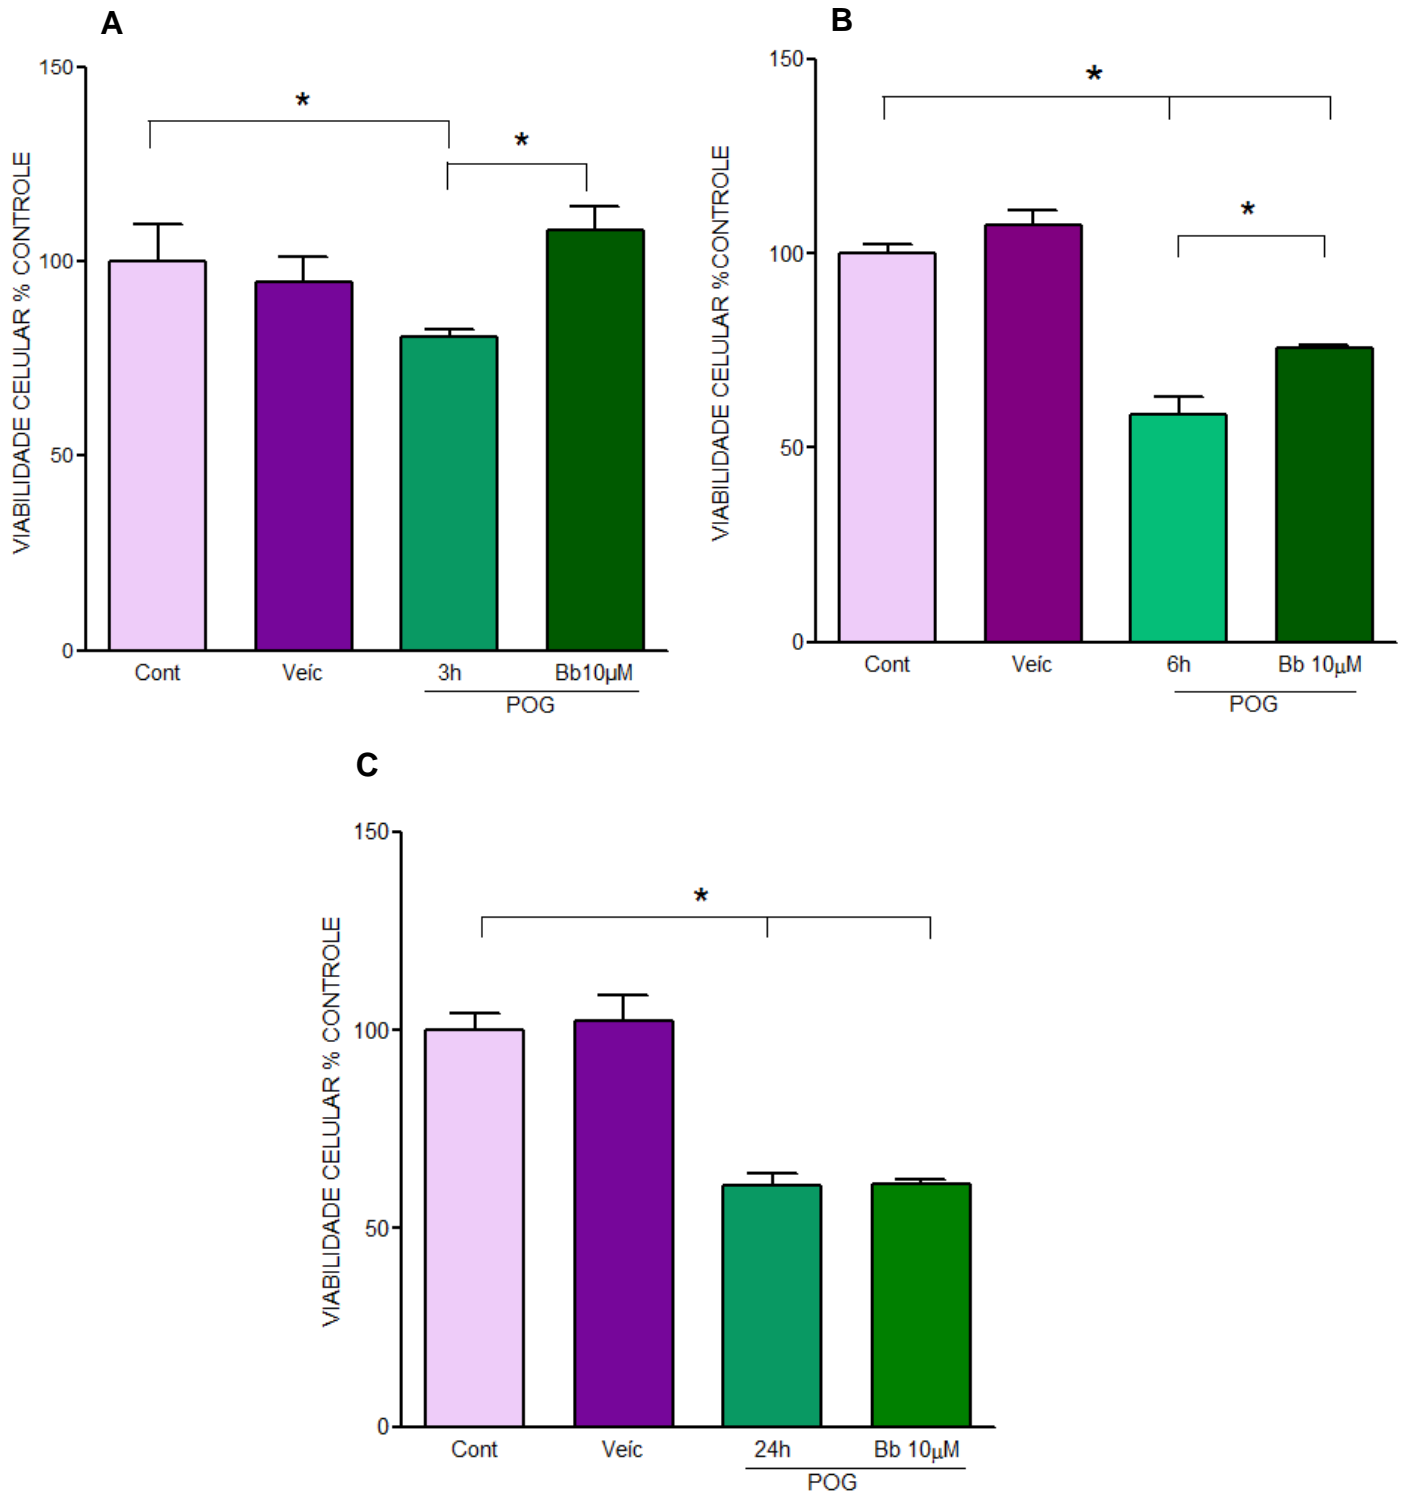 A
150
100
50
0
VIABILIDADE CELULAR % CONTROLE
*
*
Cont Veíc 3h Bb10µM
POG
B
150
100
50
0
VIABILIDADE CELULAR %CONTROLE
*
*
Cont Veíc 6h Bb 10µM
POG
C
150
100
50
0
VIABILIDADE CELULAR % CONTROLE
*
Cont Veíc 24h Bb 10µM
POG